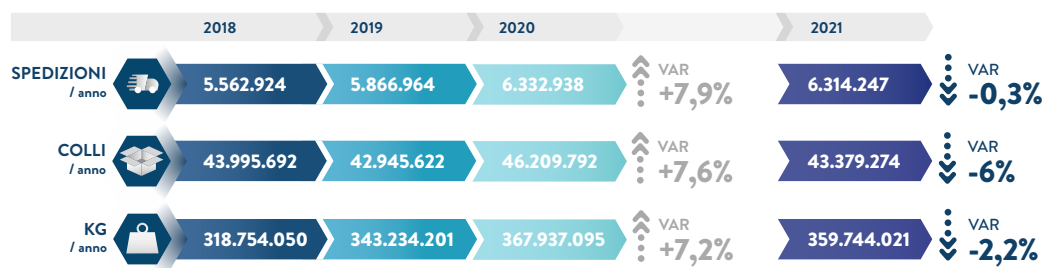 2018 2019 2020 2021
SPEDIZIONI
/ anno
5.562.924 5.866.964 6.332.938
VAR
+7,9%
6.314.247
VAR
-0,3%
COLLI
/ anno
43.995.692 42.945.622 46.209.792
VAR
+7,6%
43.379.274
VAR
-6%
KG
/ anno
318.754.050 343.234.201 367.937.095
VAR
+7,2%
359.744.021
VAR
-2,2%